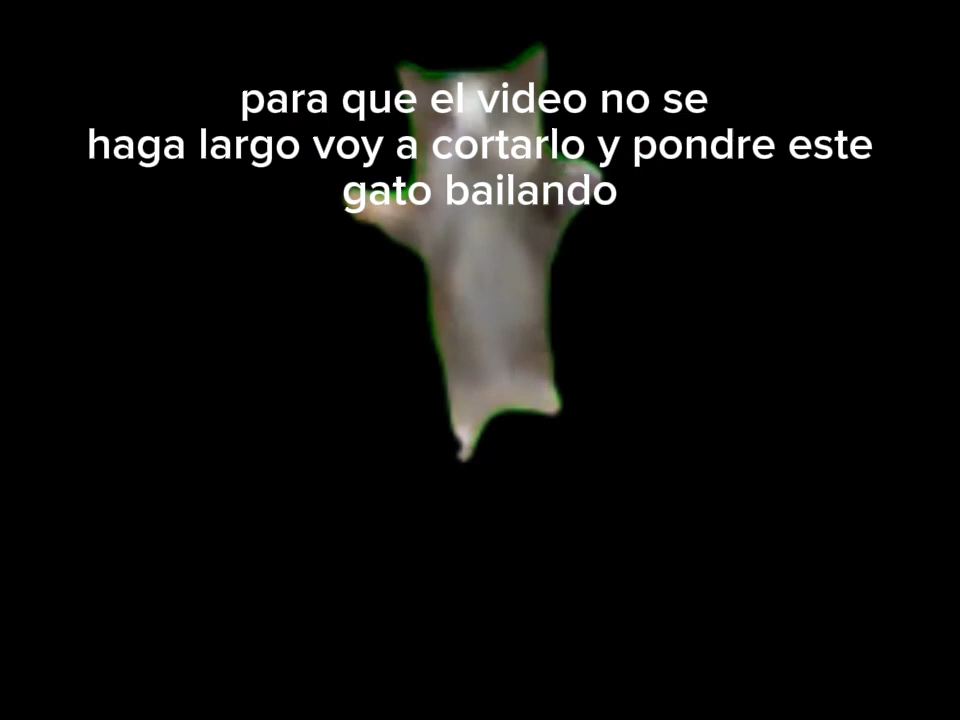 para que el video no se
haga largo voy a cortarlo y pondre este
gato bailando